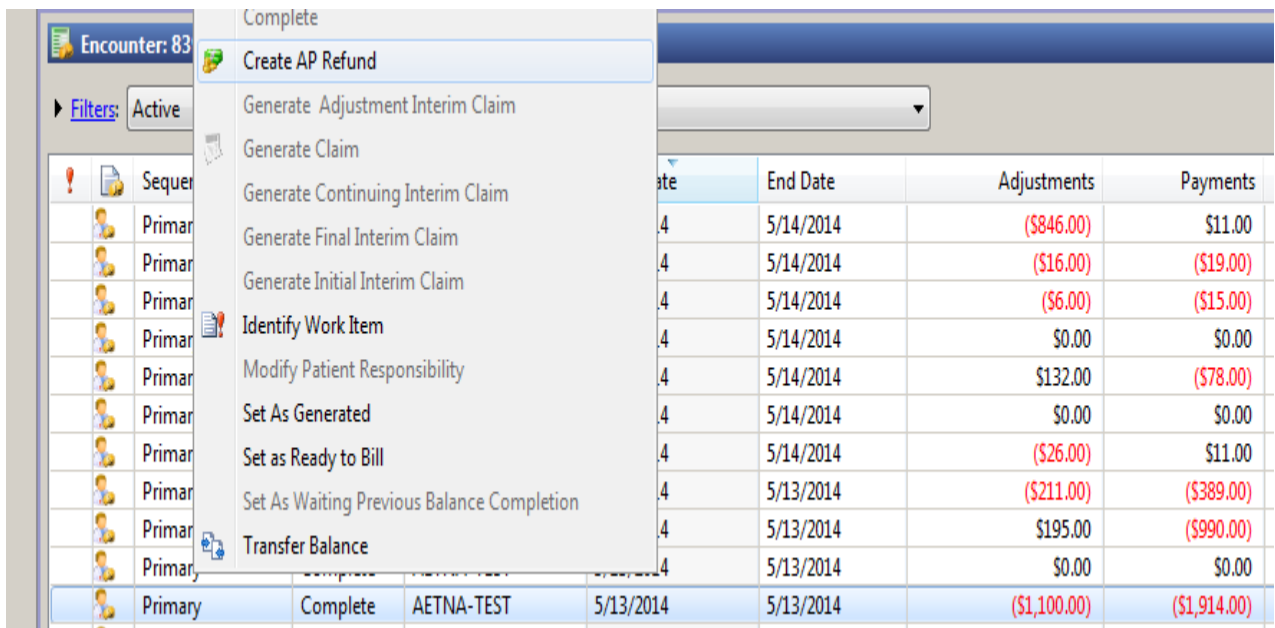 Complete
Encounter: 83
Create AP Refund
Filters: Active
Generate Adjustment Interim Claim
Generate Claim
Generate Continuing Interim Claim
Generate Final Interim Claim
Generate Initial Interim Claim
Identify Work Item
Modify Patient Responsibility
Set As Generated
Set as Ready to Bill
Set As Waiting Previous Balance Completion
Transfer Balance
Sequer ate End Date Adjustments Payments
Primar 4 5/14/2014 ($846.00) $11.00
Primar 4 5/14/2014 ($16.00) ($19.00)
Primar 4 5/14/2014 ($6.00) ($15.00)
Primar 4 5/14/2014 $0.00 $0.00
Primar 4 5/14/2014 $132.00 ($78.00)
Primar 4 5/14/2014 $0.00 $0.00
Primar 4 5/14/2014 ($26.00) $11.00
Primar 4 5/13/2014 ($211.00) ($389.00)
Primar 4 5/13/2014 $195.00 ($990.00)
Primary 5/13/2014 $0.00 $0.00
Primary Complete AETNA-TEST 5/13/2014 5/13/2014 ($1,100.00) ($1,914.00)